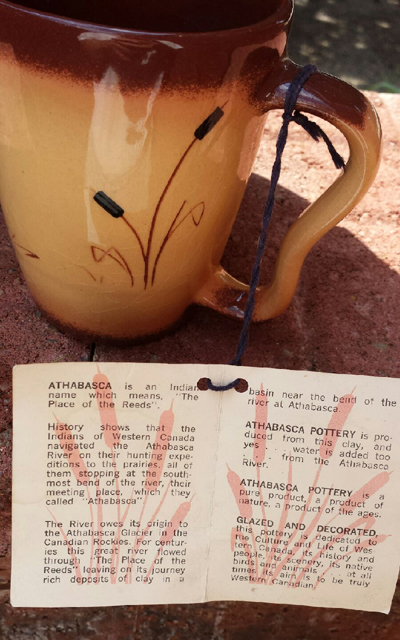 ATHABASCA is an Indian
name which means, "The
Place of the Reeds".
History shows that the
Indians of Western Canada
navigated the Athabasca
River on their hunting expe-
ditions to the prairies, all of
them stopping at the south-
most bend of the river, their
meeting place, which they
called "Athabasca".
The River owes its origin to
the Athabasca Glacier in the
Canadian Rockies. For centur-
ies this great river flowed
through "The Place of the
Reeds" leaving on its journey
rich deposits of clay in a
basin near the bend of the
river at Athabasca.
ATHABASCA POTTERY is pro-
duced from this clay, and
yes water is added too
from the Athabasca
River.
ATHABASCA POTTERY is a
pure product, a product of
nature, a product of the ages.
GLAZED AND DECORATED,
this pottery is dedicated to
the Culture and Life of Wes-
tern Canada, its history and
people, its scenery, its native
birds and animals at all
times its aim is to be truly
Western Canadian.